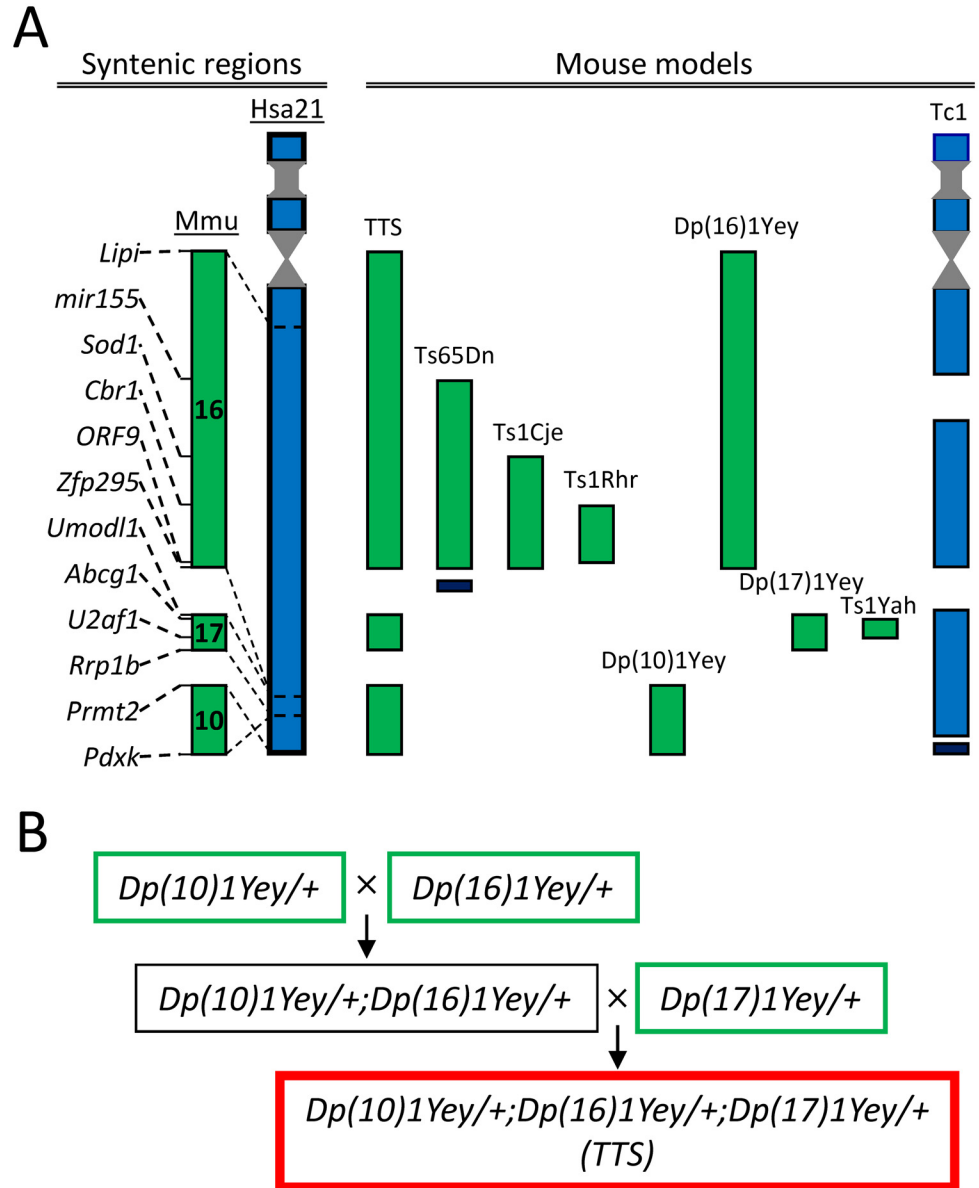 A
Syntenic regions
Mouse models
Hsa21
Tc1
Mmu
TTS
Dp(16)1Yey
Lipi
mir155
Sod1
Ts65Dn
Cbr1
16
ORF9
Ts1Cje
Zfp295
Ts1Rhr
Umodl1
Abcg1
Dp(17)1Yey
U2af1
17
Ts1Yah
Rrp1b
Dp(10)1Yey
Prmt2
10
Pdxk
B
Dp(10)1Yey/+ × Dp(16)1Yey/+
Dp(10)1Yey/+;Dp(16)1Yey/+ × Dp(17)1Yey/+
Dp(10)1Yey/+;Dp(16)1Yey/+;Dp(17)1Yey/+
(TTS)